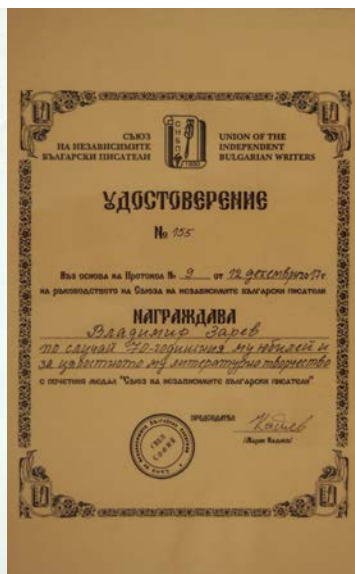 СЪЮЗ
НА НЕЗАВИСИМИТЕ
БЪЛГАРСКИ ПИСАТЕЛИ
СНБП
UNION OF THE
INDEPENDENT
BULGARIAN WRITERS
УДОСТОВЕРЕНИЕ
№ 155
Въз основа на Протокол № 9 от 12 декември 2017г.
на ръководството на Съюза на независимите български писатели
НАГРАЖДАВА
Владимир Зарев
по случай 70-годишния му юбилей и
за цялостното му литературно творчество
с почетния медал "Съюз на независимите български писатели"
ПРЕДСЕДАТЕЛ